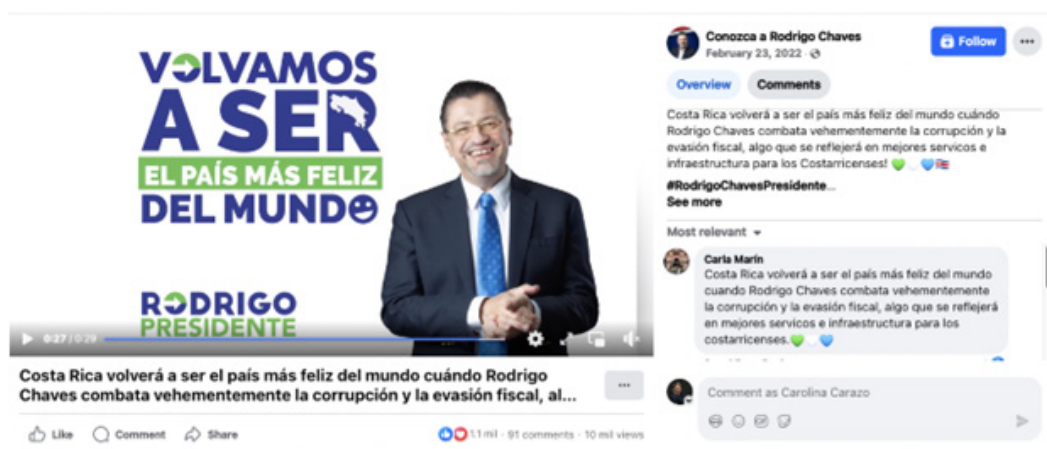 VOLVAMOS
A SER
EL PAÍS MÁS FELIZ
DEL MUNDO
RODRIGO
PRESIDENTE
0:27 / 0:29
Costa Rica volverá a ser el país más feliz del mundo cuándo Rodrigo
Chaves combata vehementemente la corrupción y la evasión fiscal, al...
Like
Comment
Share
1.1 mil · 91 comments · 10 mil views
Conozca a Rodrigo Chaves
February 23, 2022
Follow
Overview
Comments
Costa Rica volverá a ser el país más feliz del mundo cuándo
Rodrigo Chaves combata vehementemente la corrupción y la
evasión fiscal, algo que se reflejerá en mejores servicos e
infraestructura para los Costarricenses! 💚🤍💙🇨🇷
#RodrigoChavesPresidente...
See more
Most relevant
Carla Marín
Costa Rica volverá a ser el país más feliz del mundo
cuando Rodrigo Chaves combata vehementemente
la corrupción y la evasión fiscal, algo que se reflejerá
en mejores servicos e infraestructura para los
costarricenses.💚🤍💙
Comment as Carolina Carazo